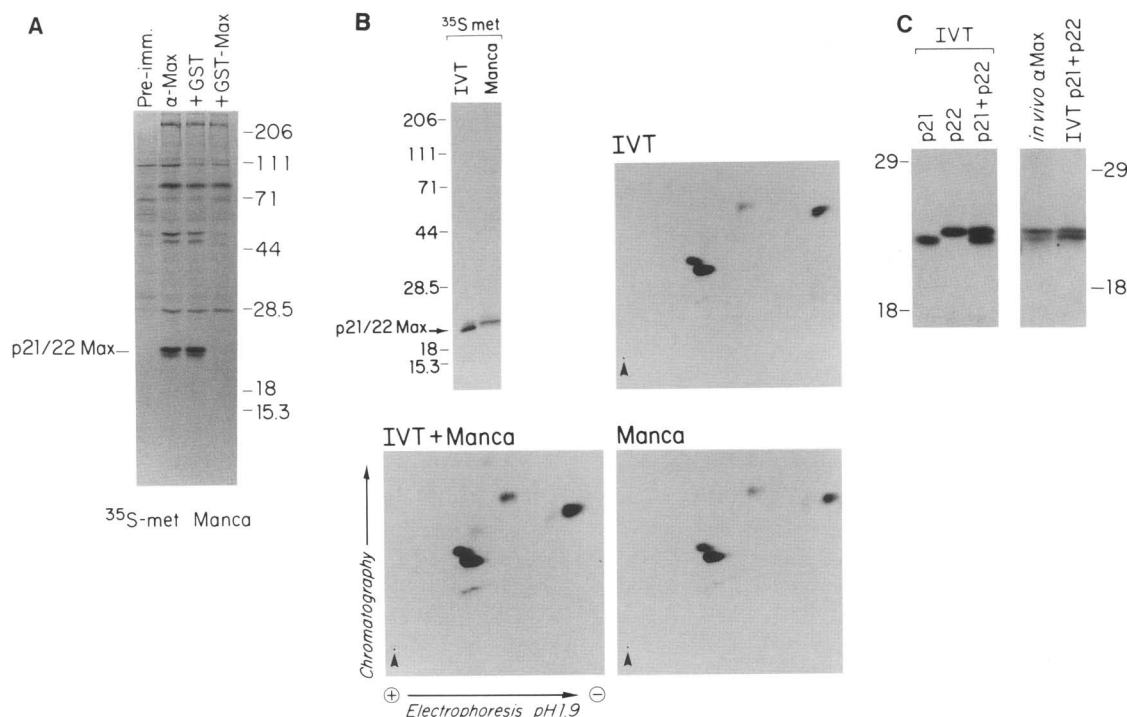 A
Pre-imm.
α-Max
+GST
+GST-Max
-206
-111
-71
-44
-28.5
p21/22 Max-
-18
-15.3
³⁵S-met Manca
B
³⁵S met
IVT
Manca
206-
111-
71-
44-
28.5-
p21/22 Max
18-
15.3-
IVT
IVT+Manca
Manca
Chromatography
+ Electrophoresis pH 1.9 −
C
IVT
p21
p22
p21+p22
in vivo αMax
IVT p21+p22
29-
18-
-29
-18